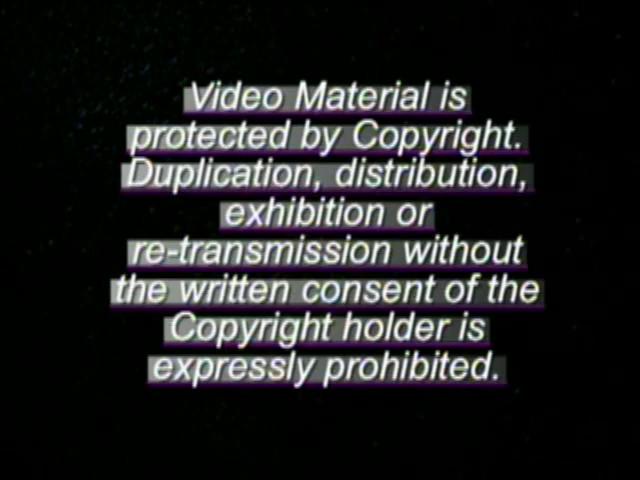 Video Material is
protected by Copyright.
Duplication, distribution,
exhibition or
re-transmission without
the written consent of the
Copyright holder is
expressly prohibited.